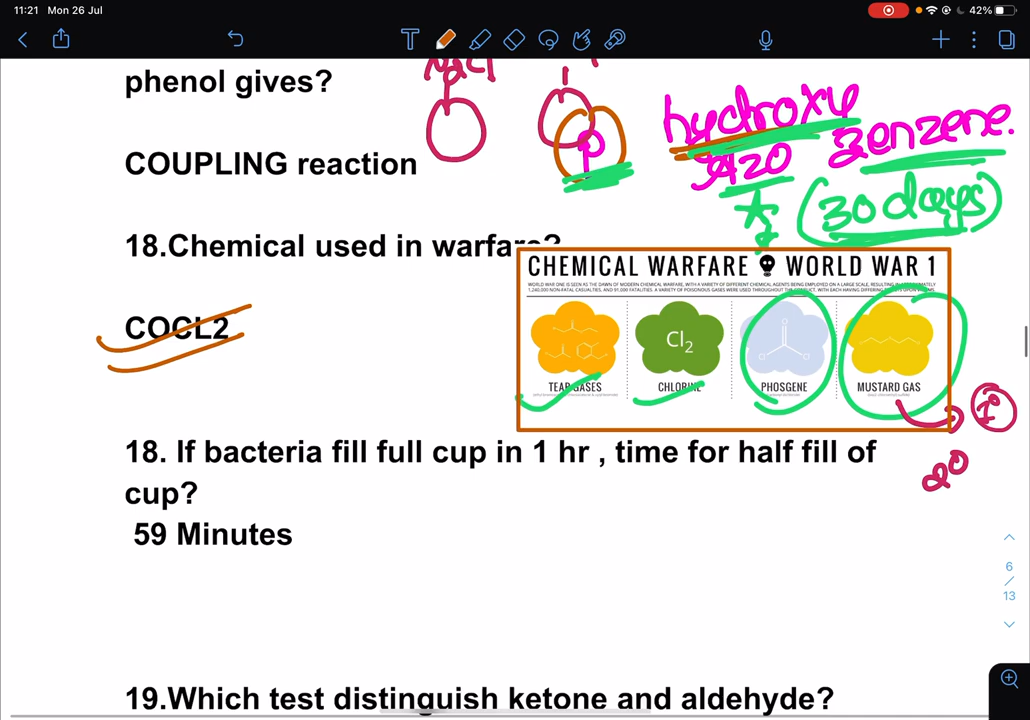 11:21 Mon 26 Jul
42%
phenol gives?
hydroxy
Benzene.
COUPLING reaction
P
AZO
(30 days)
18.Chemical used in warfare?
CHEMICAL WARFARE WORLD WAR 1
COCL2
Cl2
TEAR GASES CHLORINE PHOSGENE MUSTARD GAS
1°
2°
18. If bacteria fill full cup in 1 hr , time for half fill of
cup?
59 Minutes
6
/
13
19.Which test distinguish ketone and aldehyde?